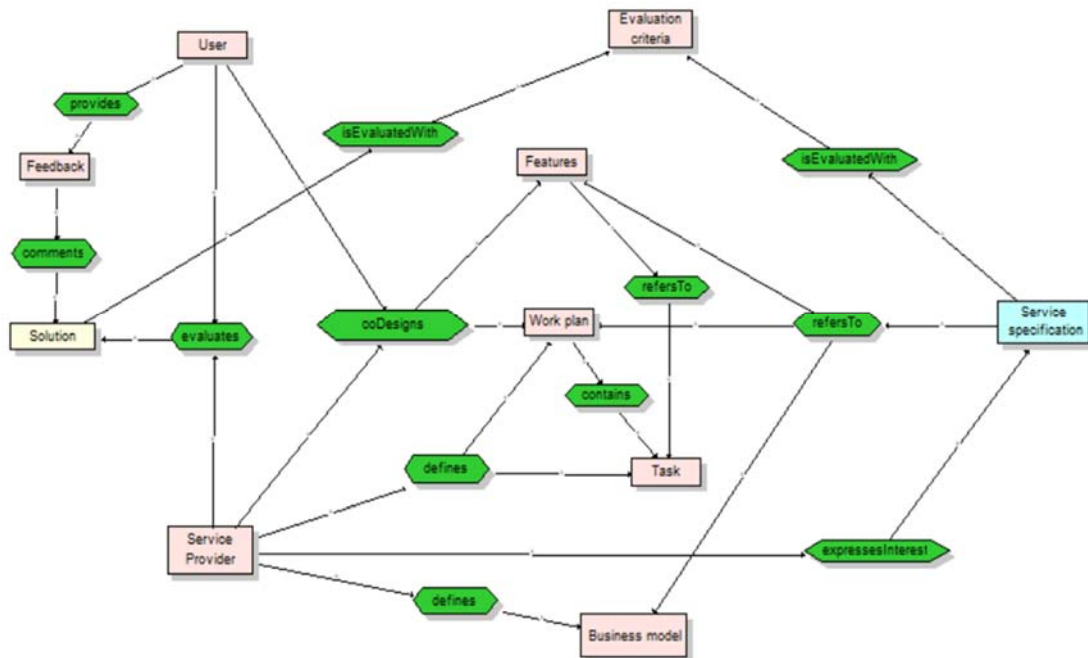 Evaluation
criteria
User
provides
isEvaluatedWith
isEvaluatedWith
Features
Feedback
comments
refersTo
Solution
evaluates
coDesigns
Work plan
refersTo
Service
specification
contains
defines
Task
Service
Provider
expressesInterest
defines
Business model